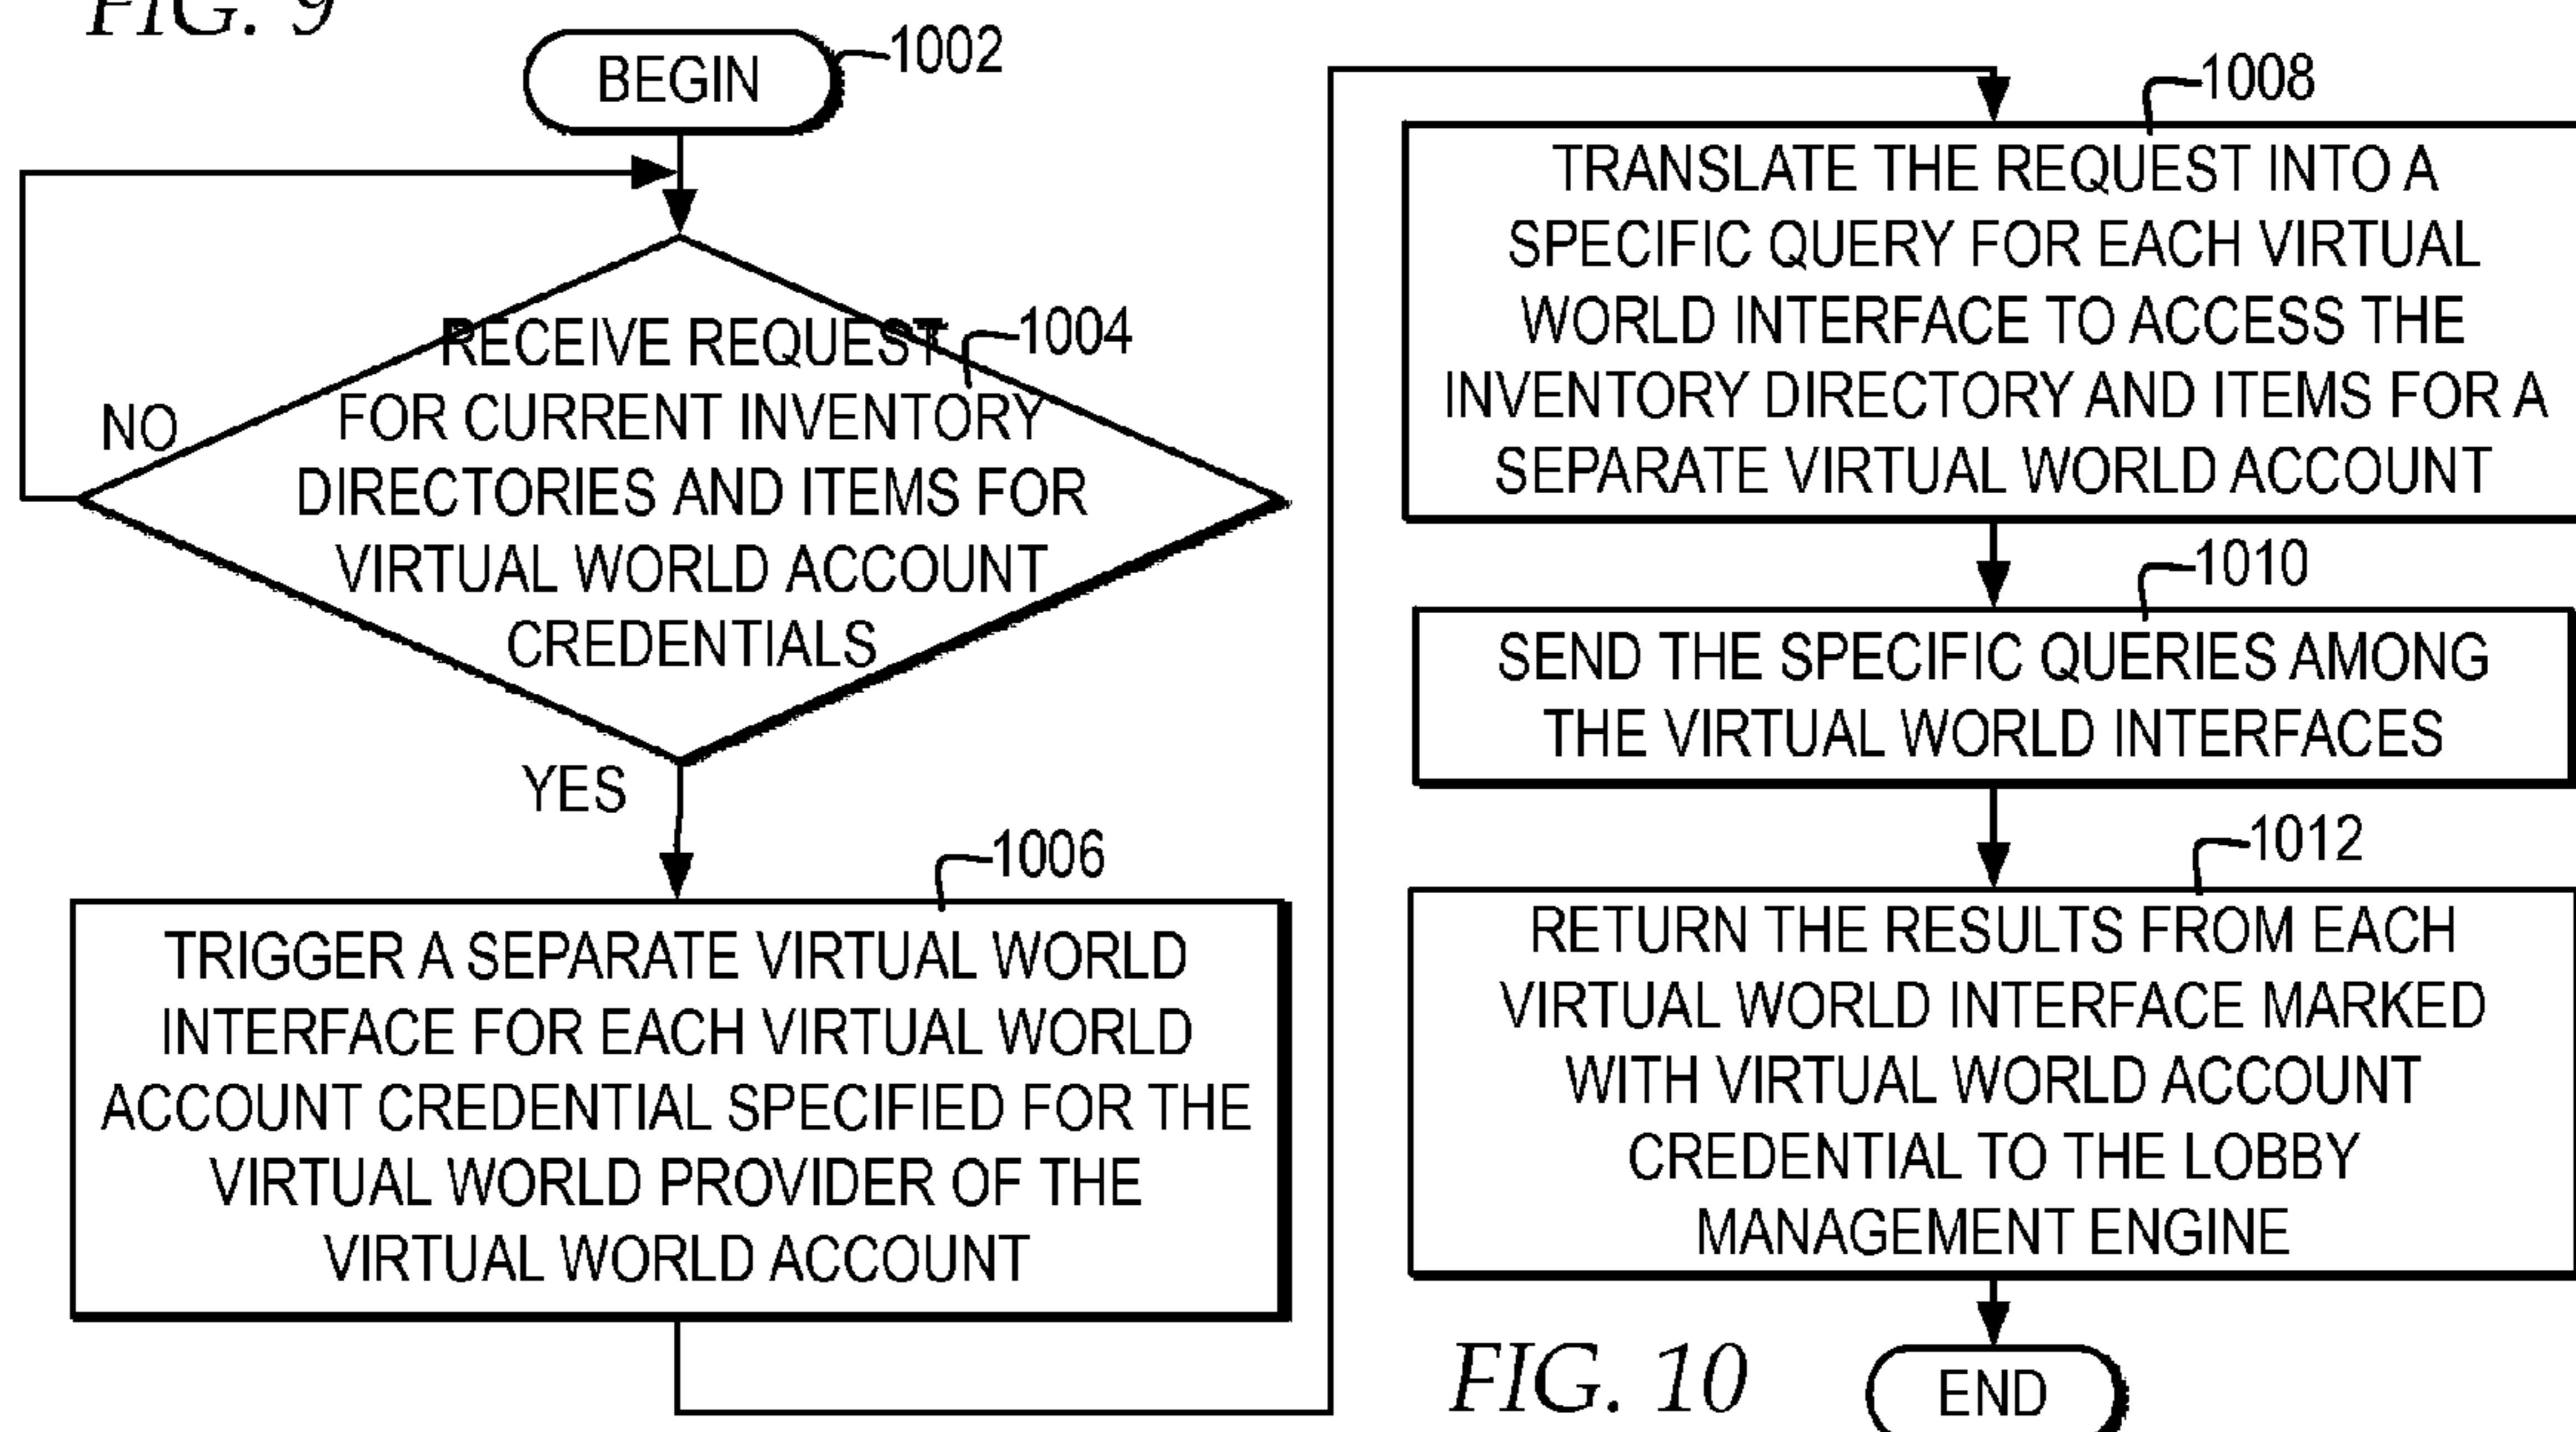 FIG. 9
BEGIN
1002
RECEIVE REQUEST
1004
FOR CURRENT INVENTORY
DIRECTORIES AND ITEMS FOR
VIRTUAL WORLD ACCOUNT
CREDENTIALS
NO
YES
1006
TRIGGER A SEPARATE VIRTUAL WORLD
INTERFACE FOR EACH VIRTUAL WORLD
ACCOUNT CREDENTIAL SPECIFIED FOR THE
VIRTUAL WORLD PROVIDER OF THE
VIRTUAL WORLD ACCOUNT
1008
TRANSLATE THE REQUEST INTO A
SPECIFIC QUERY FOR EACH VIRTUAL
WORLD INTERFACE TO ACCESS THE
INVENTORY DIRECTORY AND ITEMS FOR A
SEPARATE VIRTUAL WORLD ACCOUNT
1010
SEND THE SPECIFIC QUERIES AMONG
THE VIRTUAL WORLD INTERFACES
1012
RETURN THE RESULTS FROM EACH
VIRTUAL WORLD INTERFACE MARKED
WITH VIRTUAL WORLD ACCOUNT
CREDENTIAL TO THE LOBBY
MANAGEMENT ENGINE
END
FIG. 10